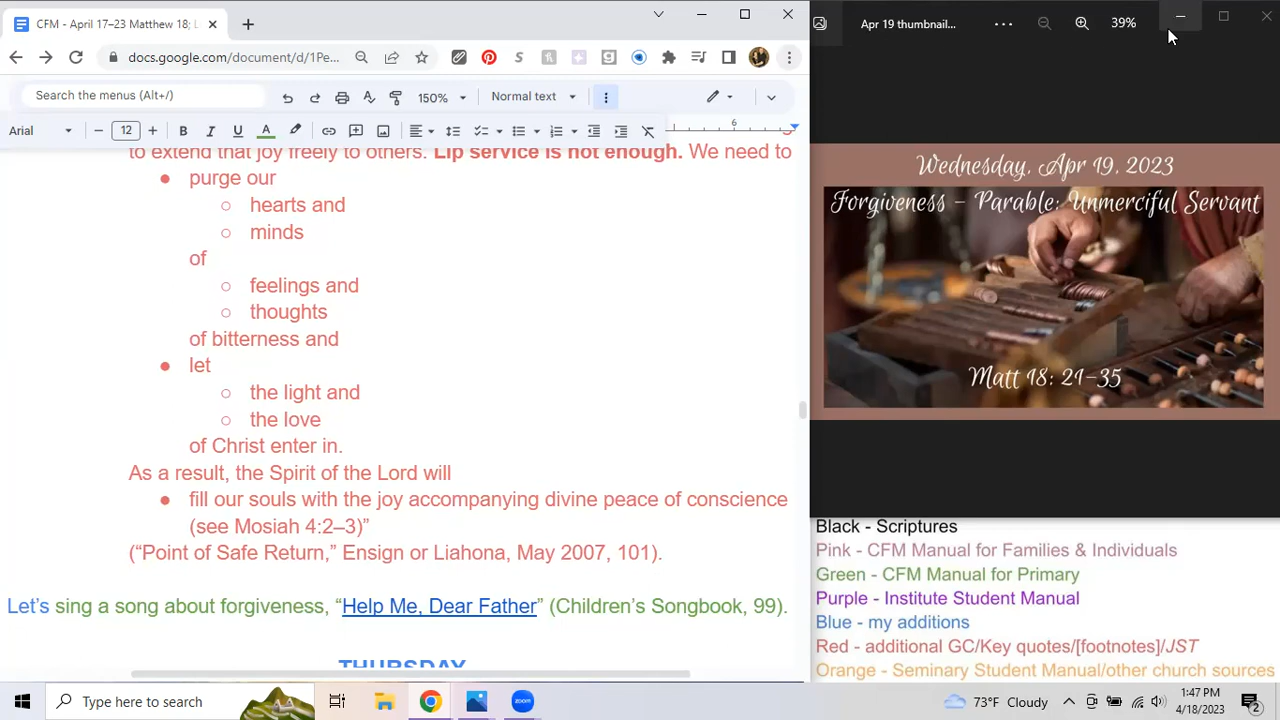 CFM - April 17–23 Matthew 18; L
Apr 19 thumbnail...
39%
docs.google.com/document/d/1Pe...
Search the menus (Alt+/)
150%
Normal text
Arial
12
6
to extend that joy freely to others. Lip service is not enough. We need to
● purge our
○ hearts and
○ minds
of
○ feelings and
○ thoughts
of bitterness and
● let
○ the light and
○ the love
of Christ enter in.
As a result, the Spirit of the Lord will
● fill our souls with the joy accompanying divine peace of conscience
(see Mosiah 4:2–3)”
(“Point of Safe Return,” Ensign or Liahona, May 2007, 101).
Let’s sing a song about forgiveness, “Help Me, Dear Father” (Children’s Songbook, 99).
THURSDAY
Wednesday, Apr 19, 2023
Forgiveness - Parable: Unmerciful Servant
Matt 18: 21-35
Black - Scriptures
Pink - CFM Manual for Families & Individuals
Green - CFM Manual for Primary
Purple - Institute Student Manual
Blue - my additions
Red - additional GC/Key quotes/[footnotes]/JST
Orange - Seminary Student Manual/other church sources
Type here to search
zoom
73°F Cloudy
1:47 PM
4/18/2023
2